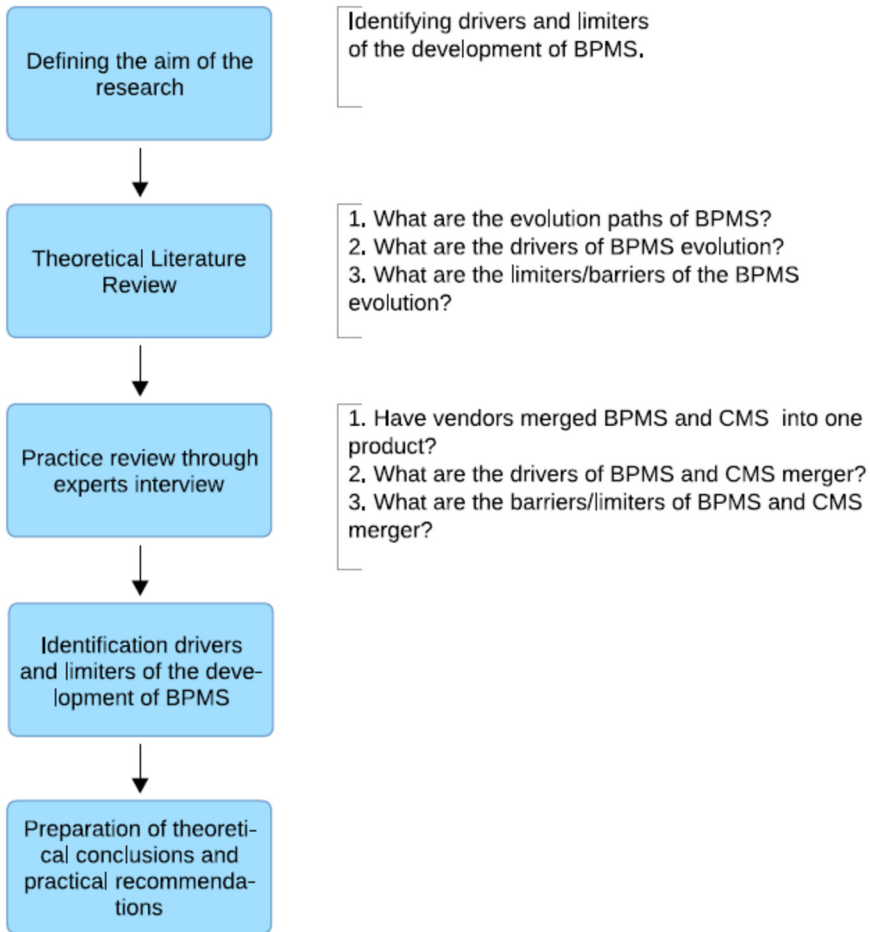 Defining the aim of the
research
Identifying drivers and limiters
of the development of BPMS.
Theoretical Literature
Review
1. What are the evolution paths of BPMS?
2. What are the drivers of BPMS evolution?
3. What are the limiters/barriers of the BPMS
evolution?
Practice review through
experts interview
1. Have vendors merged BPMS and CMS  into one
product?
2. What are the drivers of BPMS and CMS merger?
3. What are the barriers/limiters of BPMS and CMS
merger?
Identification drivers
and limiters of the deve-
lopment of BPMS
Preparation of theoreti-
cal conclusions and
practical recommenda-
tions